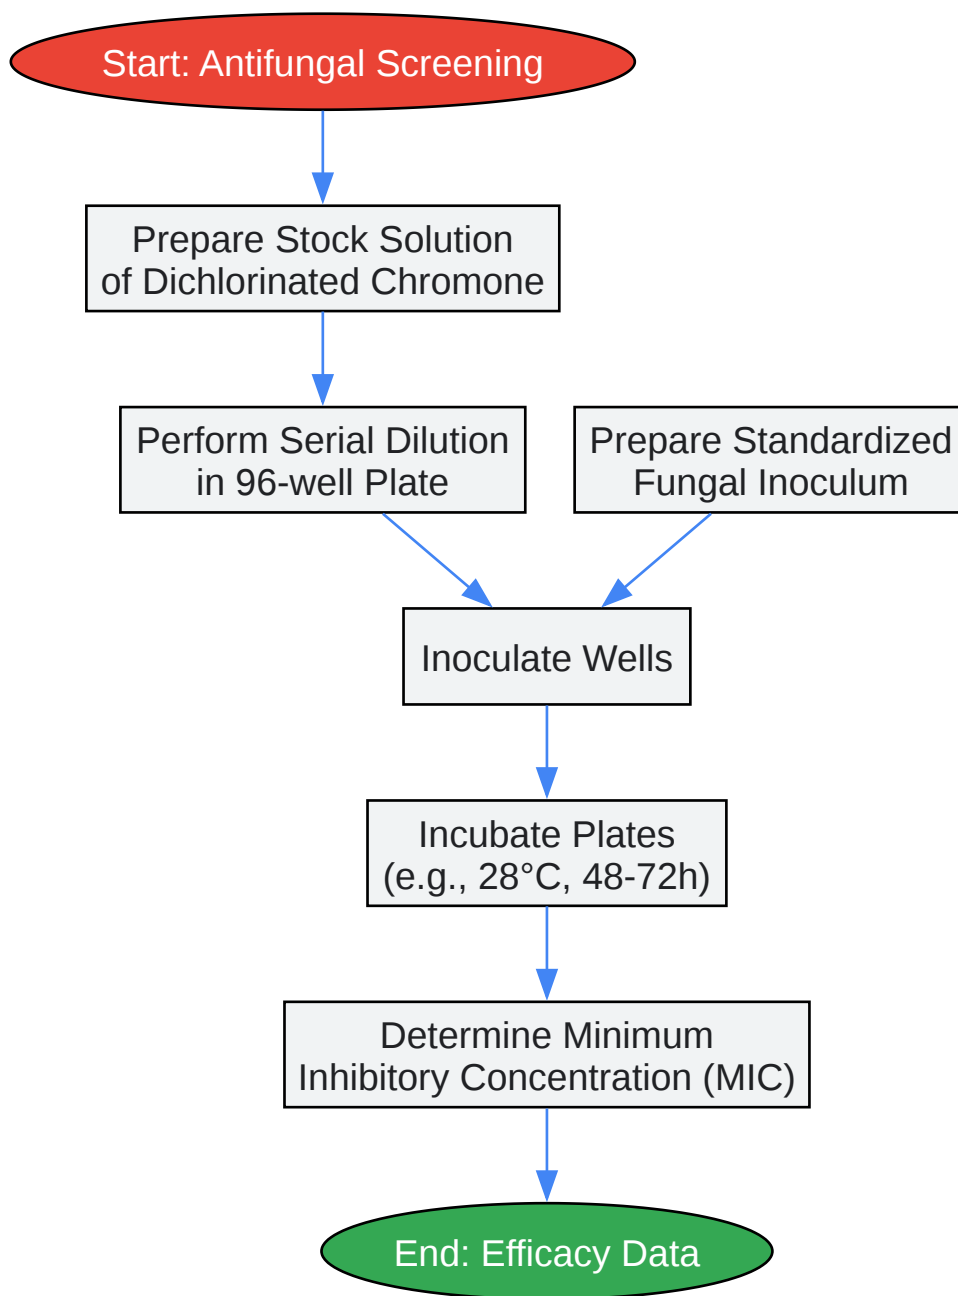 Start: Antifungal Screening
Prepare Stock Solution
of Dichlorinated Chromone
Perform Serial Dilution
in 96-well Plate
Prepare Standardized
Fungal Inoculum
Inoculate Wells
Incubate Plates
(e.g., 28°C, 48-72h)
Determine Minimum
Inhibitory Concentration (MIC)
End: Efficacy Data